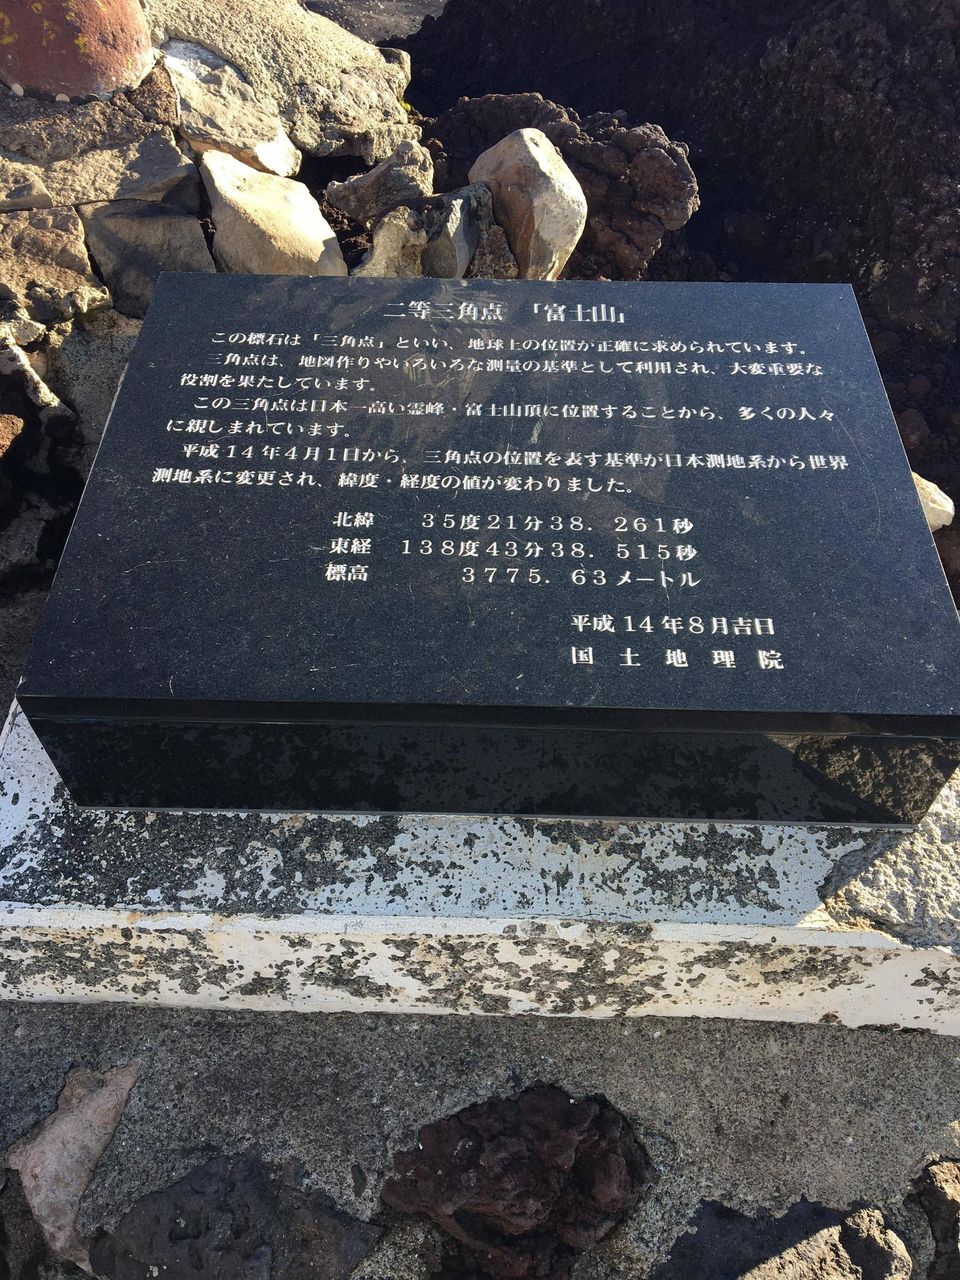 二等三角点 「富士山」
この標石は「三角点」といい、地球上の位置が正確に求められています。
三角点は、地図作りやいろいろな測量の基準として利用され、大変重要な
役割を果たしています。
この三角点は日本一高い霊峰・富士山頂に位置することから、多くの人々
に親しまれています。
平成14年4月1日から、三角点の位置を表す基準が日本測地系から世界
測地系に変更され、緯度・経度の値が変わりました。
北緯 35度21分38.261秒
東経 138度43分38.515秒
標高 3775.63メートル
平成14年8月吉日
国土地理院